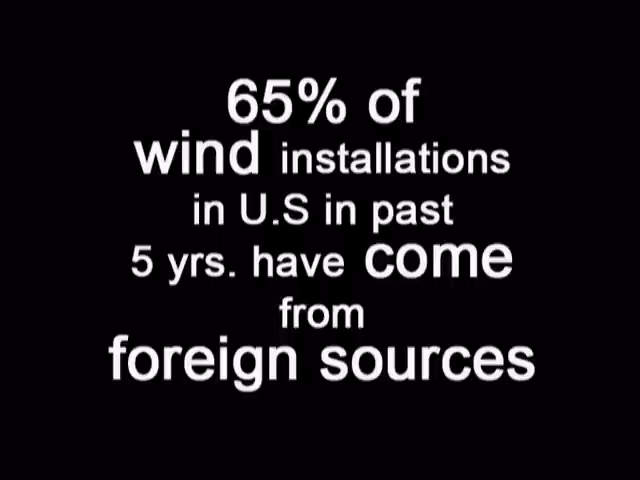 65% of
wind installations
in U.S in past
5 yrs. have come
from
foreign sources